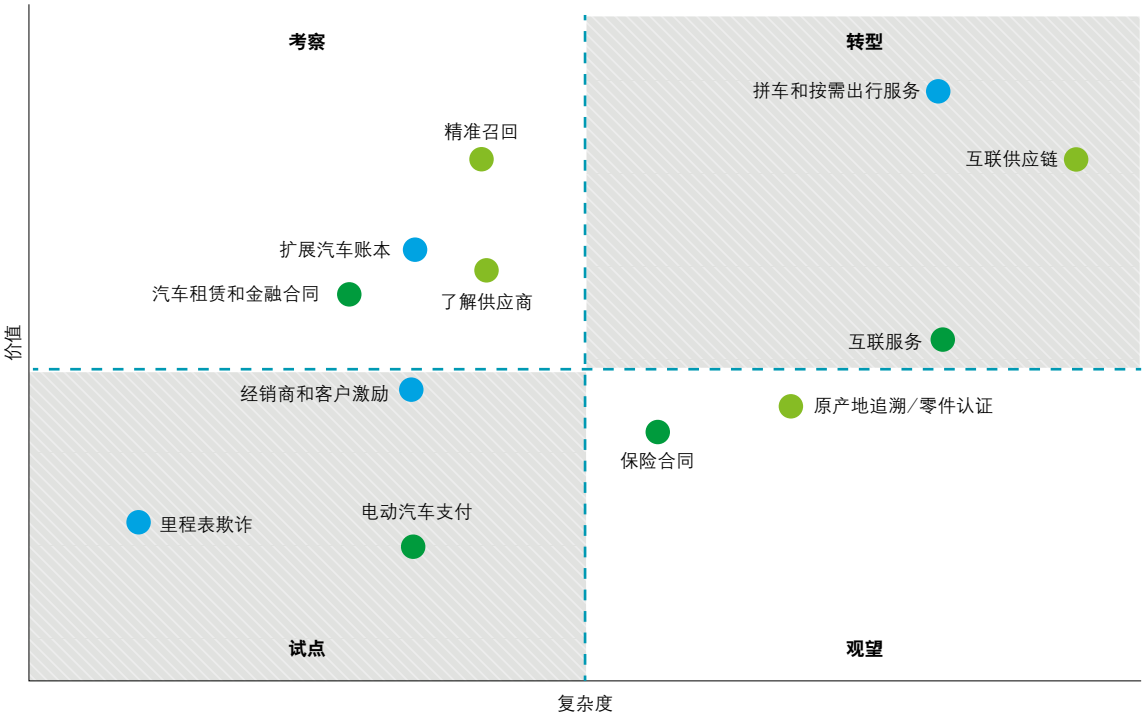 考察
转型
拼车和按需出行服务
精准召回
互联供应链
扩展汽车账本
汽车租赁和金融合同
了解供应商
价值
互联服务
经销商和客户激励
原产地追溯/零件认证
保险合同
电动汽车支付
里程表欺诈
试点
观望
复杂度